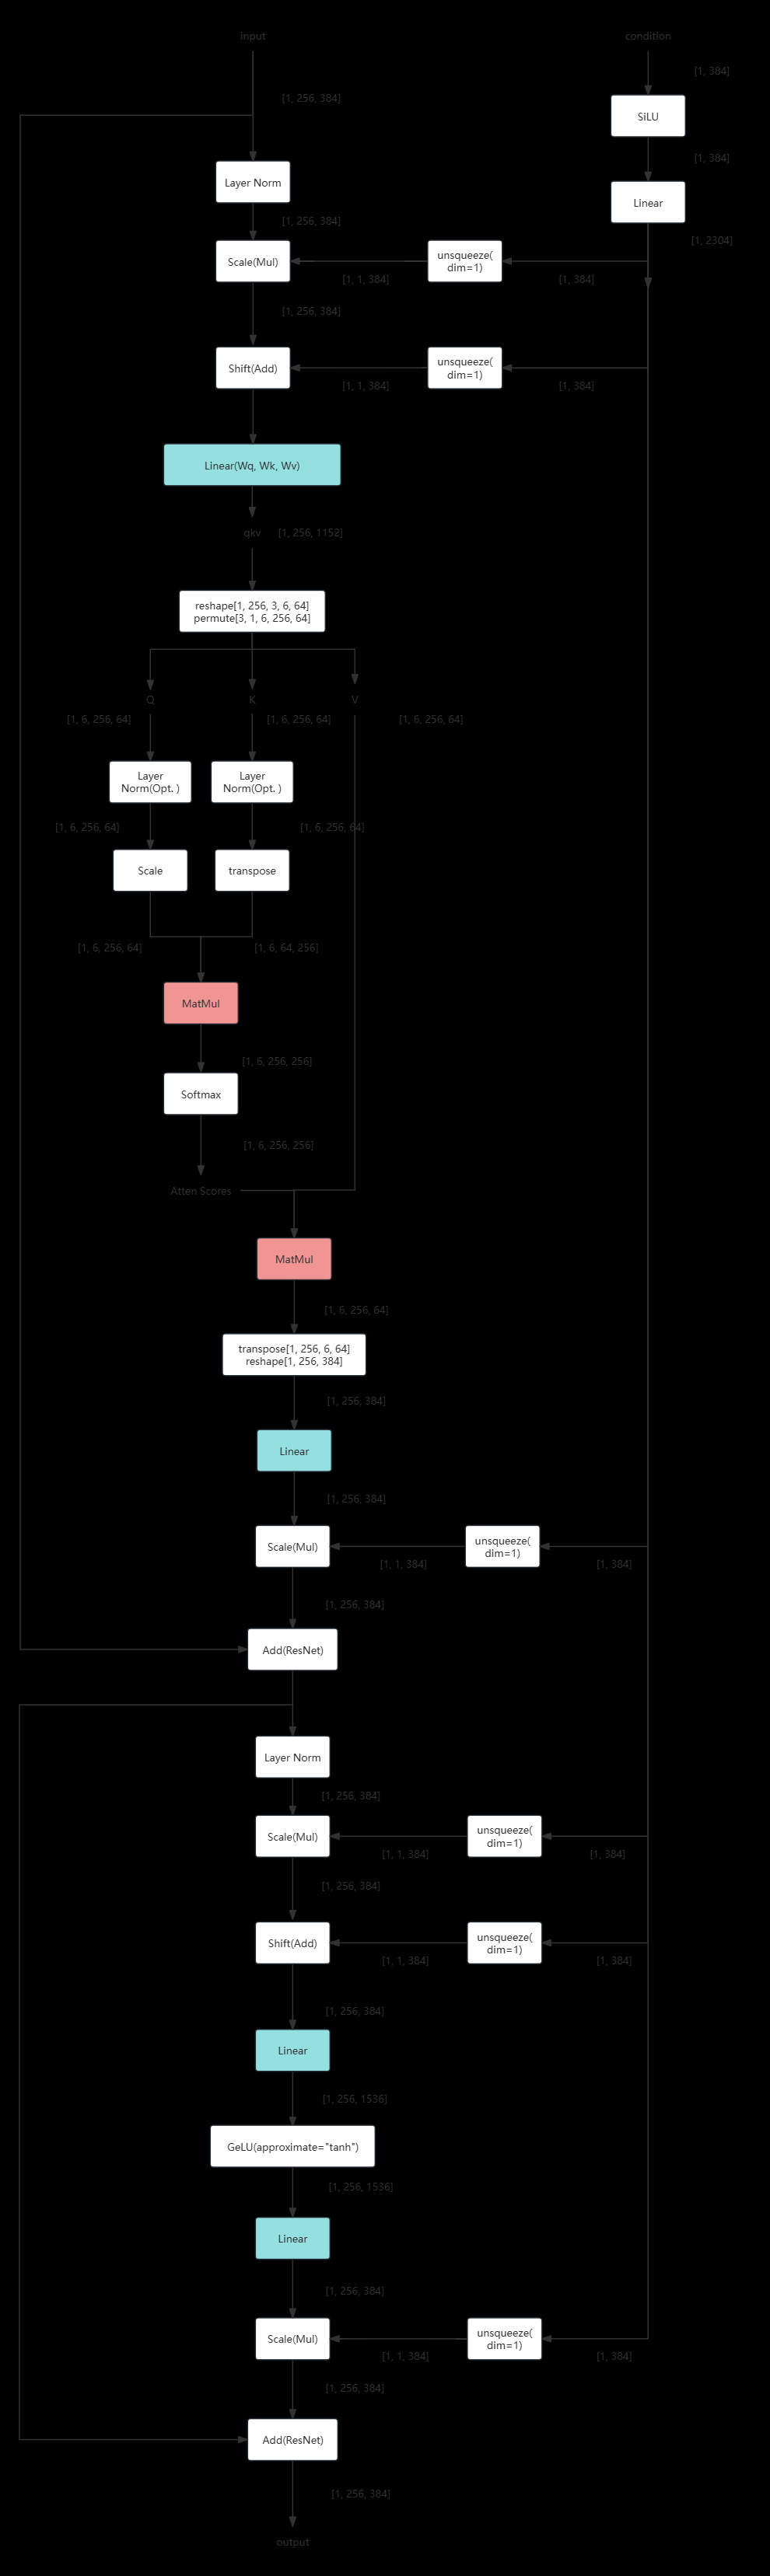 input
condition
[1, 384]
[1, 256, 384]
SiLU
[1, 384]
Layer Norm
Linear
[1, 256, 384]
[1, 2304]
Scale(Mul)
unsqueeze(
dim=1)
[1, 1, 384]
[1, 384]
[1, 256, 384]
Shift(Add)
unsqueeze(
dim=1)
[1, 1, 384]
[1, 384]
Linear(Wq, Wk, Wv)
qkv
[1, 256, 1152]
reshape[1, 256, 3, 6, 64]
permute[3, 1, 6, 256, 64]
Q
K
V
[1, 6, 256, 64]
[1, 6, 256, 64]
[1, 6, 256, 64]
Layer
Norm(Opt. )
Layer
Norm(Opt. )
[1, 6, 256, 64]
[1, 6, 256, 64]
Scale
transpose
[1, 6, 256, 64]
[1, 6, 64, 256]
MatMul
[1, 6, 256, 256]
Softmax
[1, 6, 256, 256]
Atten Scores
MatMul
[1, 6, 256, 64]
transpose[1, 256, 6, 64]
reshape[1, 256, 384]
[1, 256, 384]
Linear
[1, 256, 384]
Scale(Mul)
unsqueeze(
dim=1)
[1, 1, 384]
[1, 384]
[1, 256, 384]
Add(ResNet)
Layer Norm
[1, 256, 384]
Scale(Mul)
unsqueeze(
dim=1)
[1, 1, 384]
[1, 384]
[1, 256, 384]
Shift(Add)
unsqueeze(
dim=1)
[1, 1, 384]
[1, 384]
[1, 256, 384]
Linear
[1, 256, 1536]
GeLU(approximate="tanh")
[1, 256, 1536]
Linear
[1, 256, 384]
Scale(Mul)
unsqueeze(
dim=1)
[1, 1, 384]
[1, 384]
[1, 256, 384]
Add(ResNet)
[1, 256, 384]
output